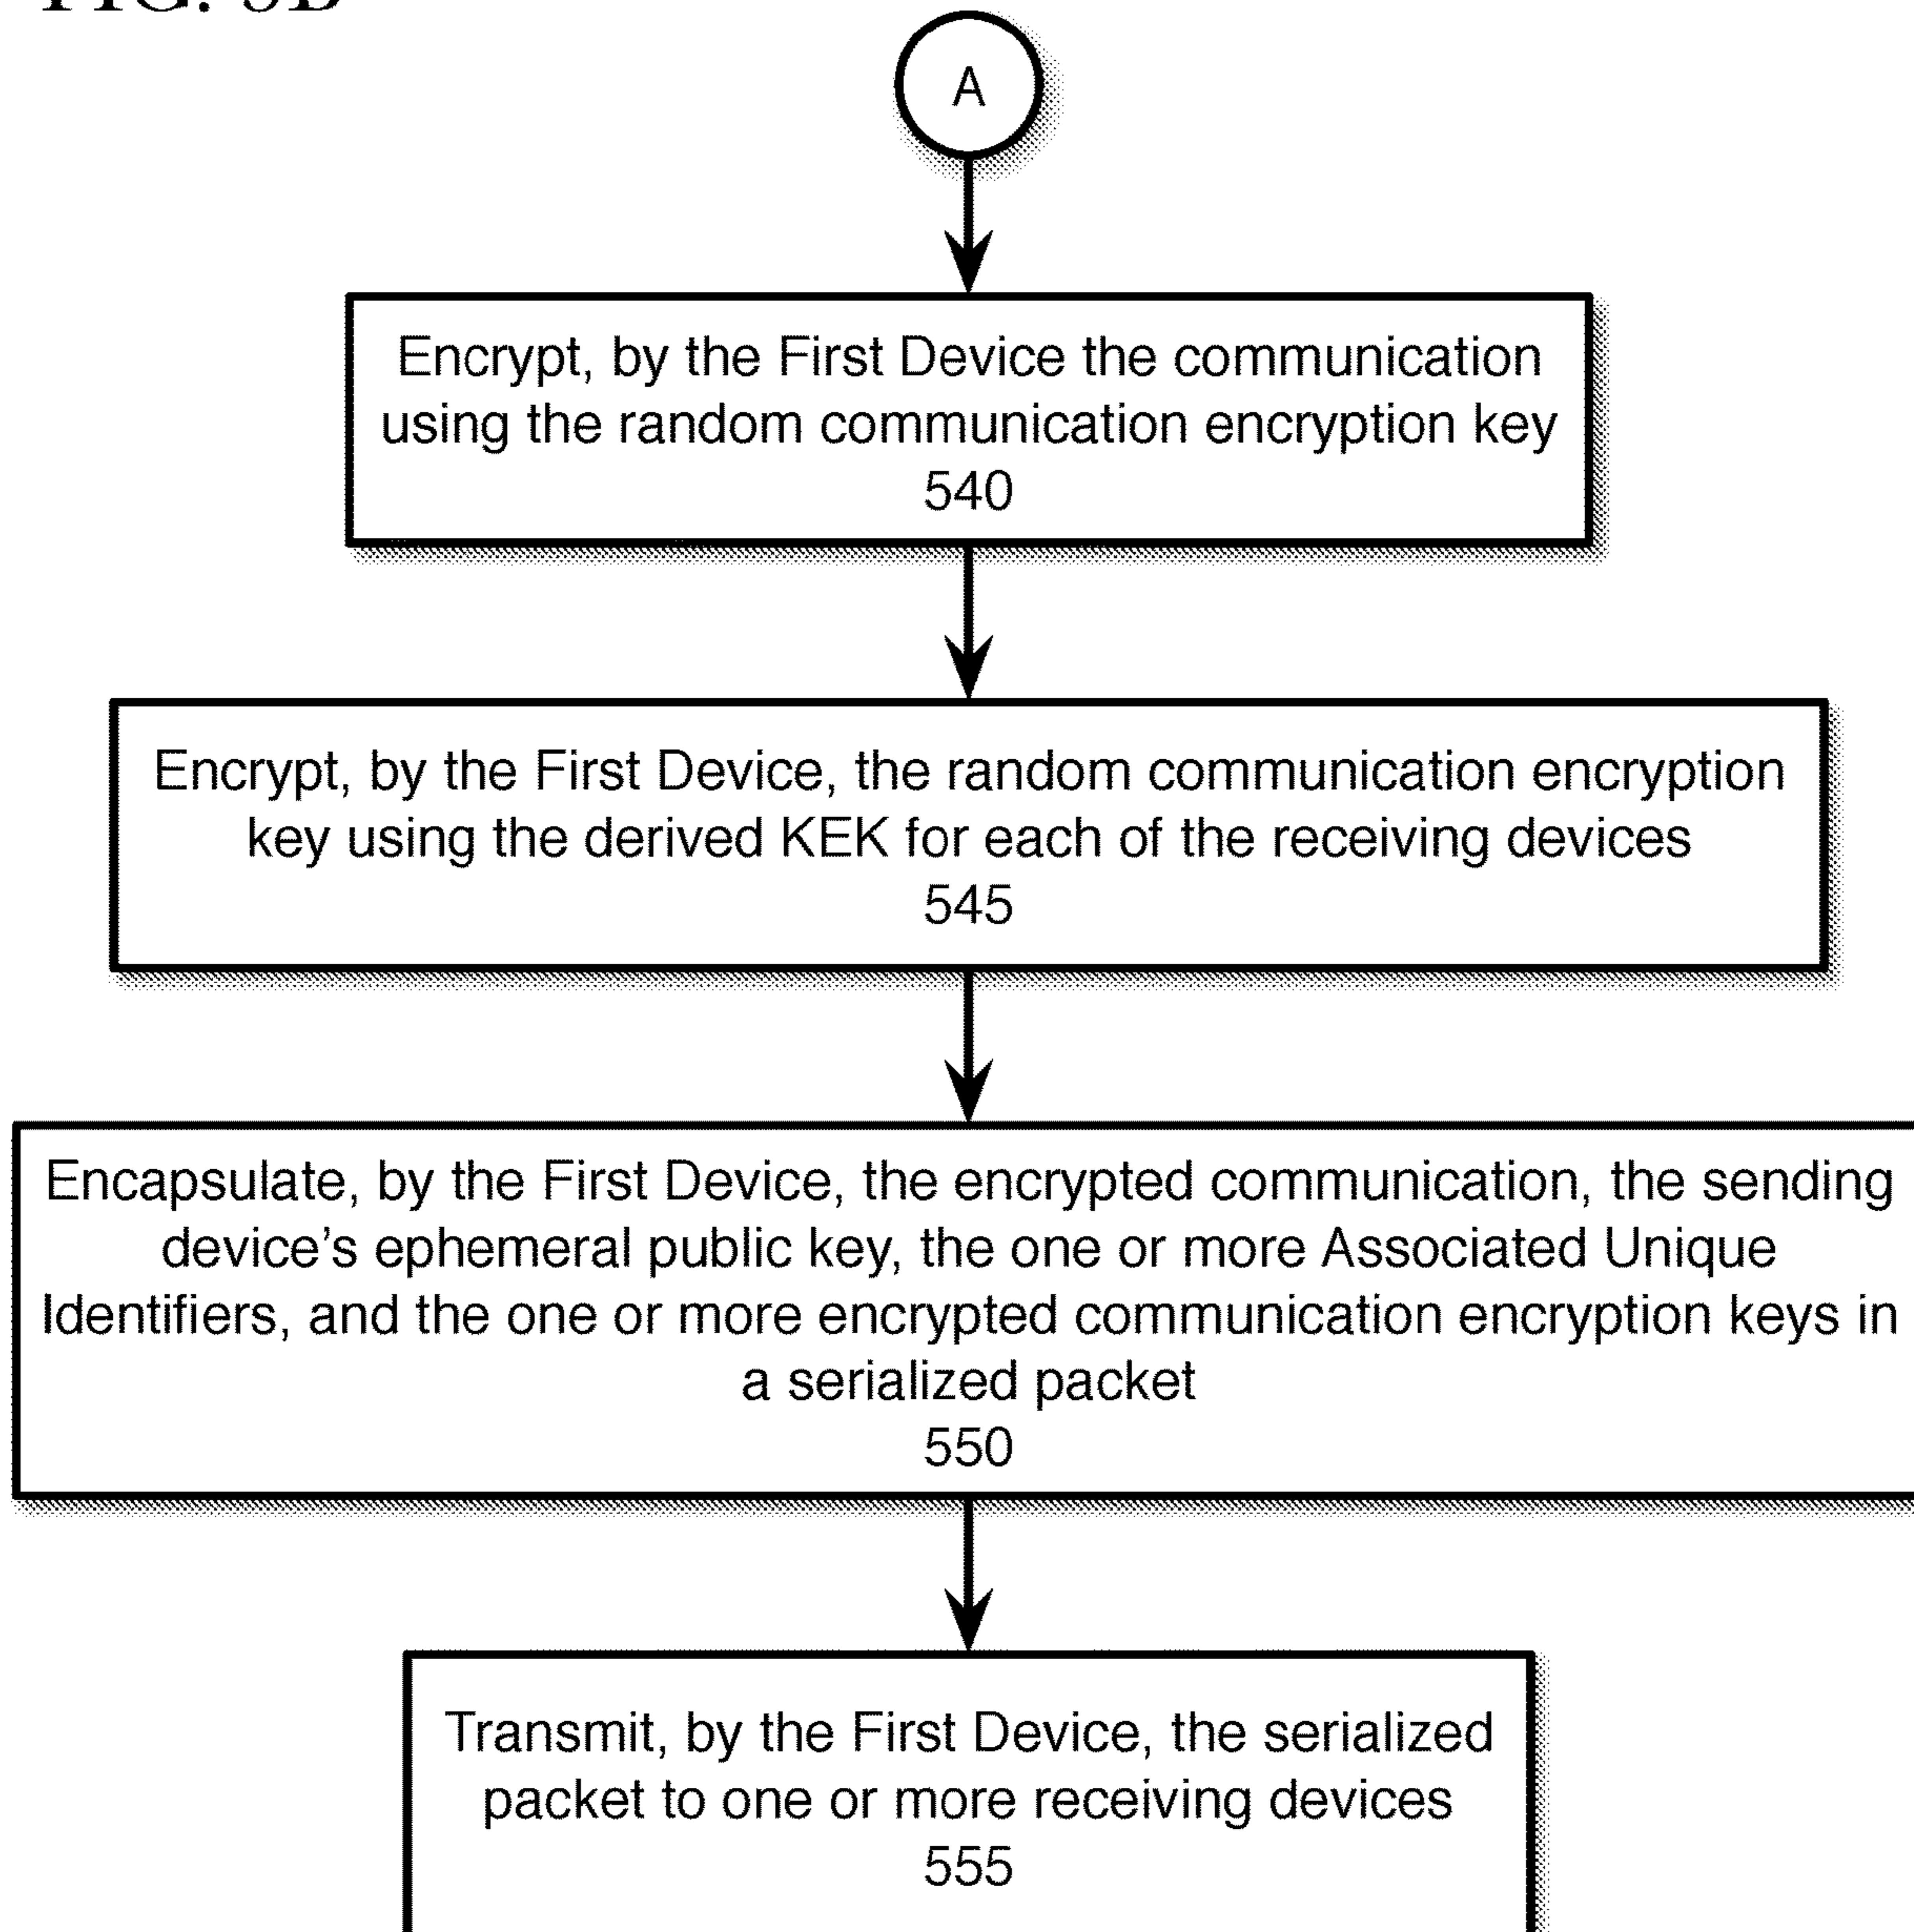 FIG. 5B
A
Encrypt, by the First Device the communication
using the random communication encryption key
540
Encrypt, by the First Device, the random communication encryption
key using the derived KEK for each of the receiving devices
545
Encapsulate, by the First Device, the encrypted communication, the sending
device's ephemeral public key, the one or more Associated Unique
Identifiers, and the one or more encrypted communication encryption keys in
a serialized packet
550
Transmit, by the First Device, the serialized
packet to one or more receiving devices
555